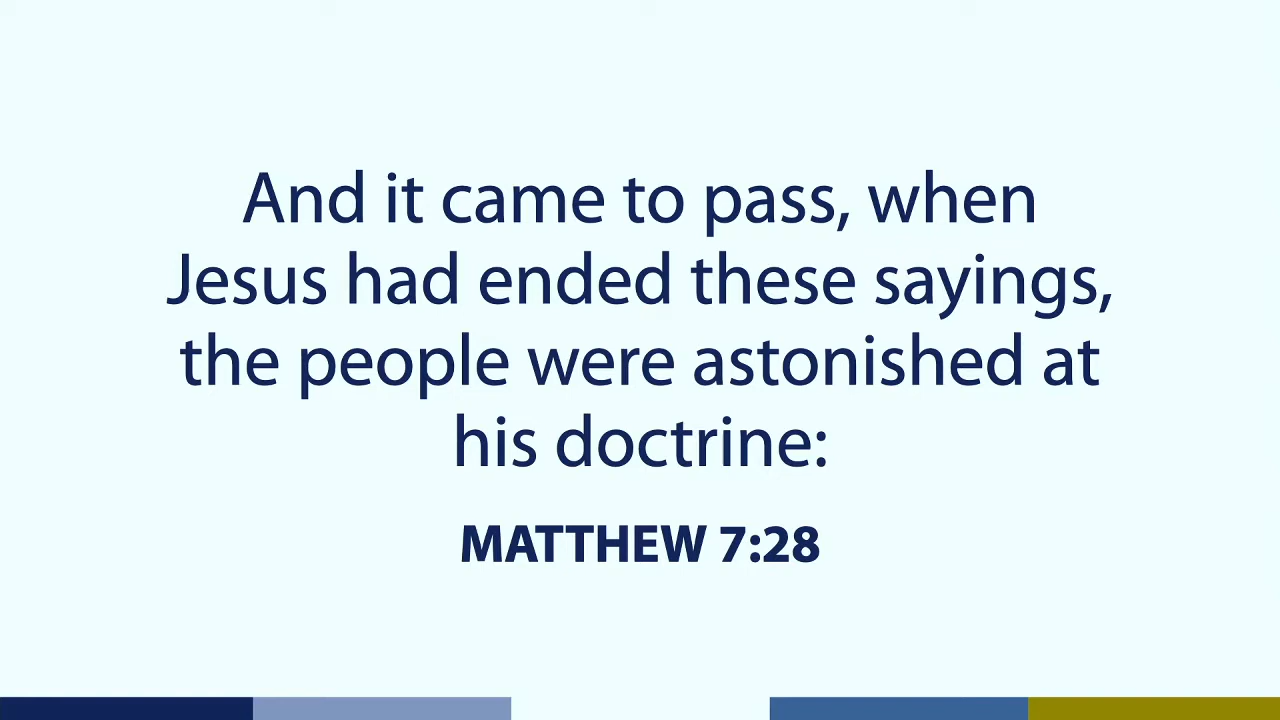 And it came to pass, when
Jesus had ended these sayings,
the people were astonished at
his doctrine:
MATTHEW 7:28